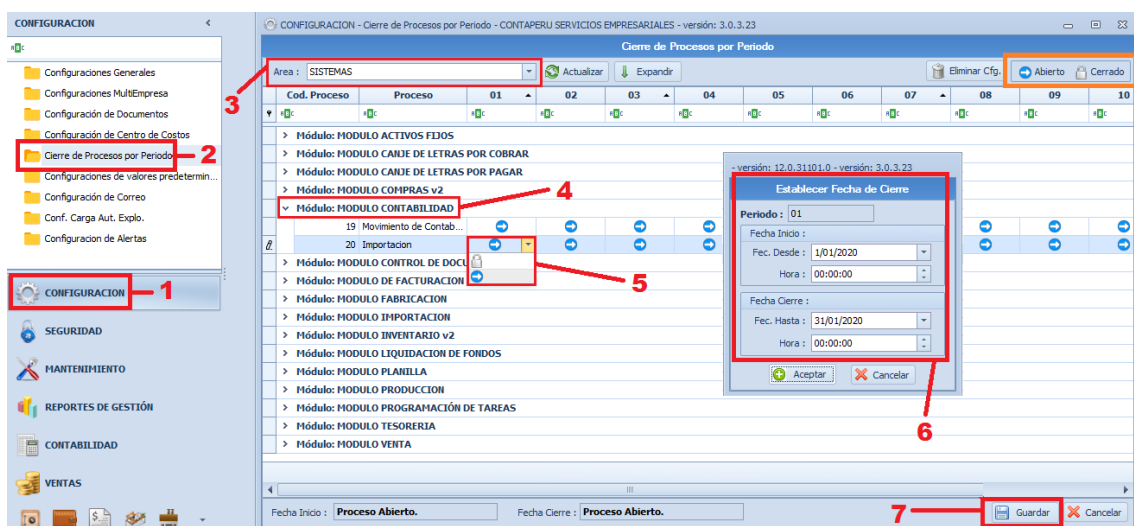 CONFIGURACION <
CONFIGURACION - Cierre de Procesos por Periodo - CONTAPERU SERVICIOS EMPRESARIALES - versión: 3.0.3.23
Cierre de Procesos por Periodo
Configuraciones Generales
Configuraciones MultiEmpresa
Configuración de Documentos
Configuración de Centro de Costos
Cierre de Procesos por Periodo
Configuraciones de valores predetermin...
Configuración de Correo
Conf. Carga Aut. Explo.
Configuracion de Alertas
2
CONFIGURACION
1
SEGURIDAD
MANTENIMIENTO
REPORTES DE GESTIÓN
CONTABILIDAD
VENTAS
3
Area : SISTEMAS
Actualizar
Expandir
Eliminar Cfg.
Abierto
Cerrado
Cod. Proceso Proceso 01 02 03 04 05 06 07 08 09 10
> Módulo: MODULO ACTIVOS FIJOS
> Módulo: MODULO CANJE DE LETRAS POR COBRAR
> Módulo: MODULO CANJE DE LETRAS POR PAGAR
> Módulo: MODULO COMPRAS v2
4
Módulo: MODULO CONTABILIDAD
19 Movimiento de Contab...
20 Importacion
> Módulo: MODULO CONTROL DE DOCU
5
> Módulo: MODULO DE FACTURACION
> Módulo: MODULO FABRICACION
> Módulo: MODULO IMPORTACION
> Módulo: MODULO INVENTARIO v2
> Módulo: MODULO LIQUIDACION DE FONDOS
> Módulo: MODULO PLANILLA
> Módulo: MODULO PRODUCCION
> Módulo: MODULO PROGRAMACIÓN DE TAREAS
> Módulo: MODULO TESORERIA
> Módulo: MODULO VENTA
- versión: 12.0.31101.0 - versión: 3.0.3.23
Establecer Fecha de Cierre
Periodo : 01
Fecha Inicio :
Fec. Desde : 1/01/2020
Hora : 00:00:00
Fecha Cierre :
Fec. Hasta : 31/01/2020
Hora : 00:00:00
Aceptar
Cancelar
6
Fecha Inicio : Proceso Abierto.
Fecha Cierre : Proceso Abierto.
7
Guardar
Cancelar